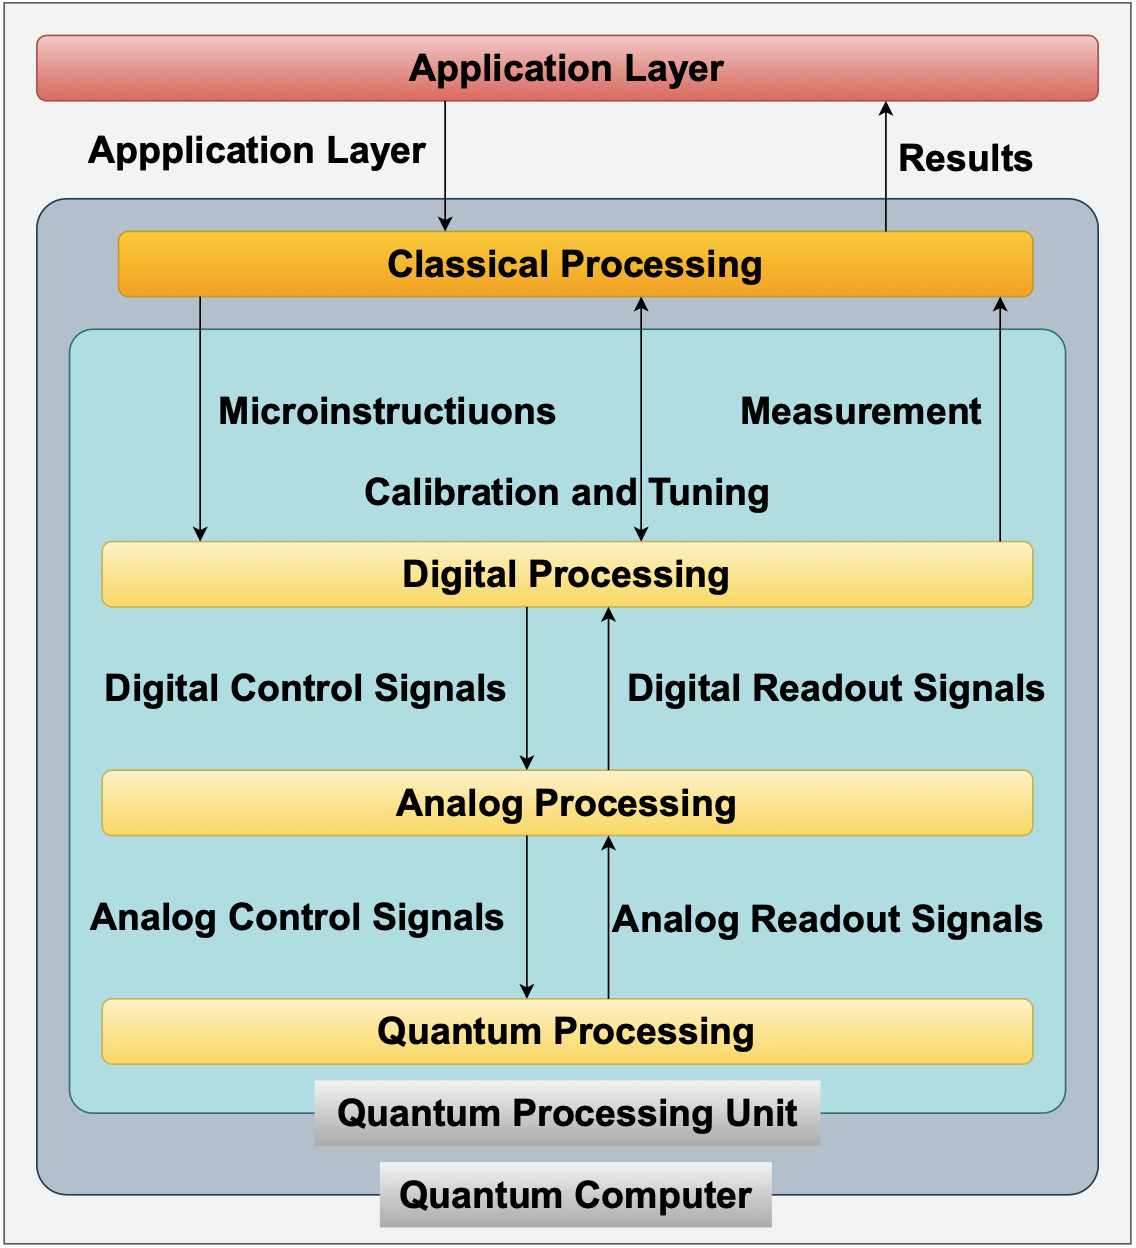 Application Layer
Appplication Layer
Results
Classical Processing
Microinstructiuons
Measurement
Calibration and Tuning
Digital Processing
Digital Control Signals
Digital Readout Signals
Analog Processing
Analog Control Signals
Analog Readout Signals
Quantum Processing
Quantum Processing Unit
Quantum Computer